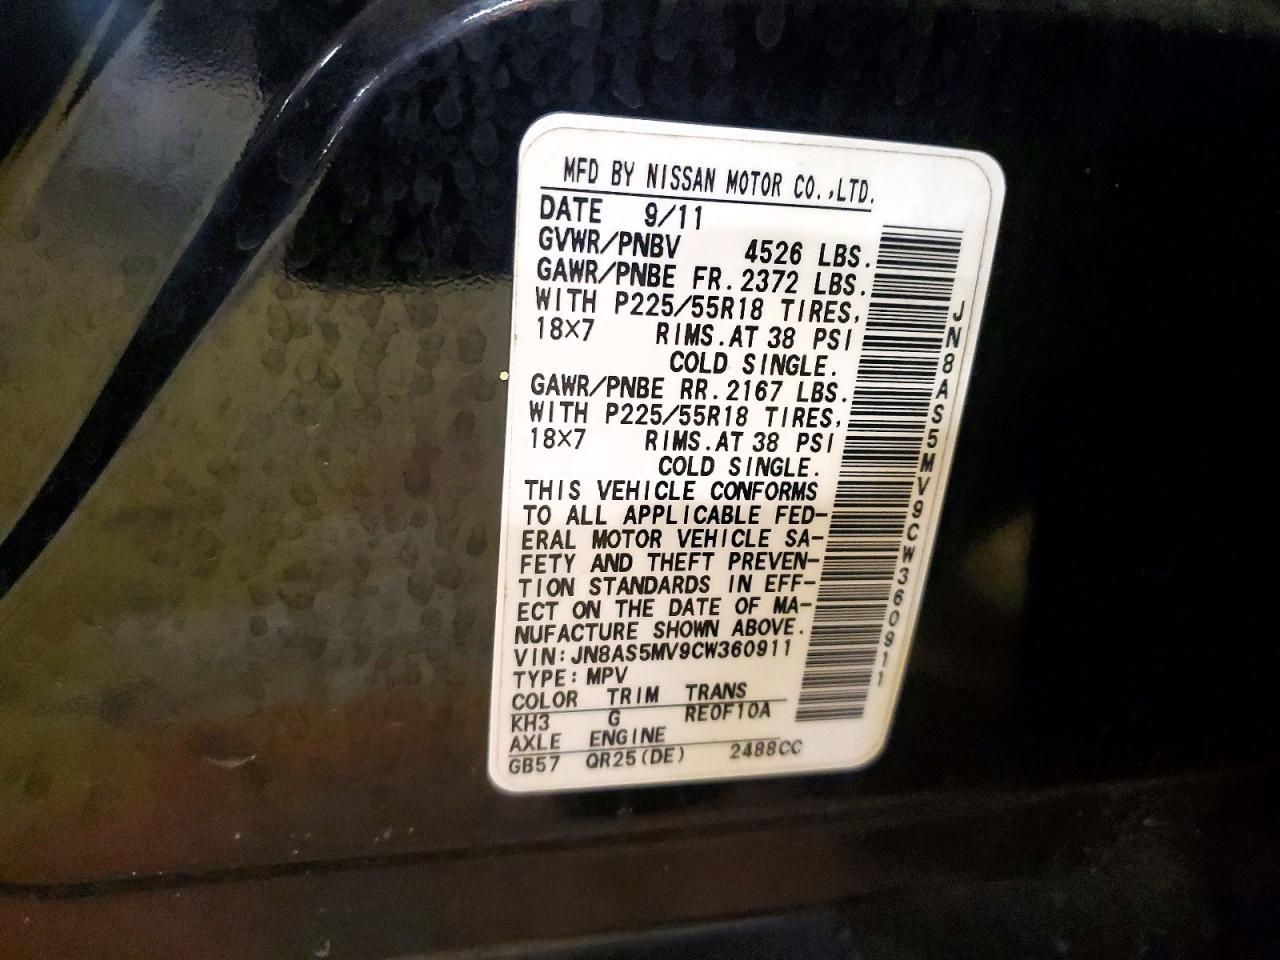 MFD BY NISSAN MOTOR CO.,LTD.
DATE 9/11
GVWR/PNBV 4526 LBS.
GAWR/PNBE FR. 2372 LBS.
WITH P225/55R18 TIRES,
18X7 RIMS. AT 38 PSI
COLD SINGLE.
GAWR/PNBE RR. 2167 LBS.
WITH P225/55R18 TIRES,
18X7 RIMS. AT 38 PSI
COLD SINGLE.
THIS VEHICLE CONFORMS
TO ALL APPLICABLE FED-
ERAL MOTOR VEHICLE SA-
FETY AND THEFT PREVEN-
TION STANDARDS IN EFF-
ECT ON THE DATE OF MA-
NUFACTURE SHOWN ABOVE.
VIN:JN8AS5MV9CW360911
TYPE: MPV
COLOR TRIM TRANS
KH3 G RE0F10A
AXLE ENGINE
GB57 QR25(DE) 2488CC
JN8AS5MV9CW360911